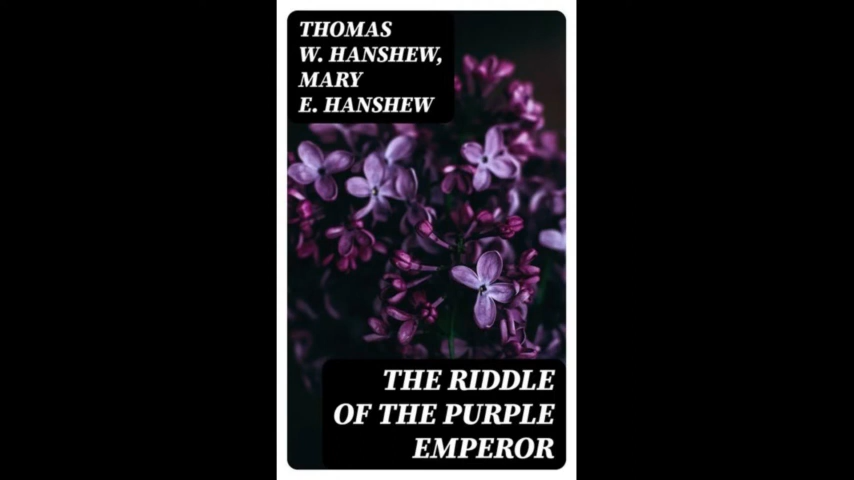 THOMAS
W. HANSHEW,
MARY
E. HANSHEW
THE RIDDLE
OF THE PURPLE
EMPEROR